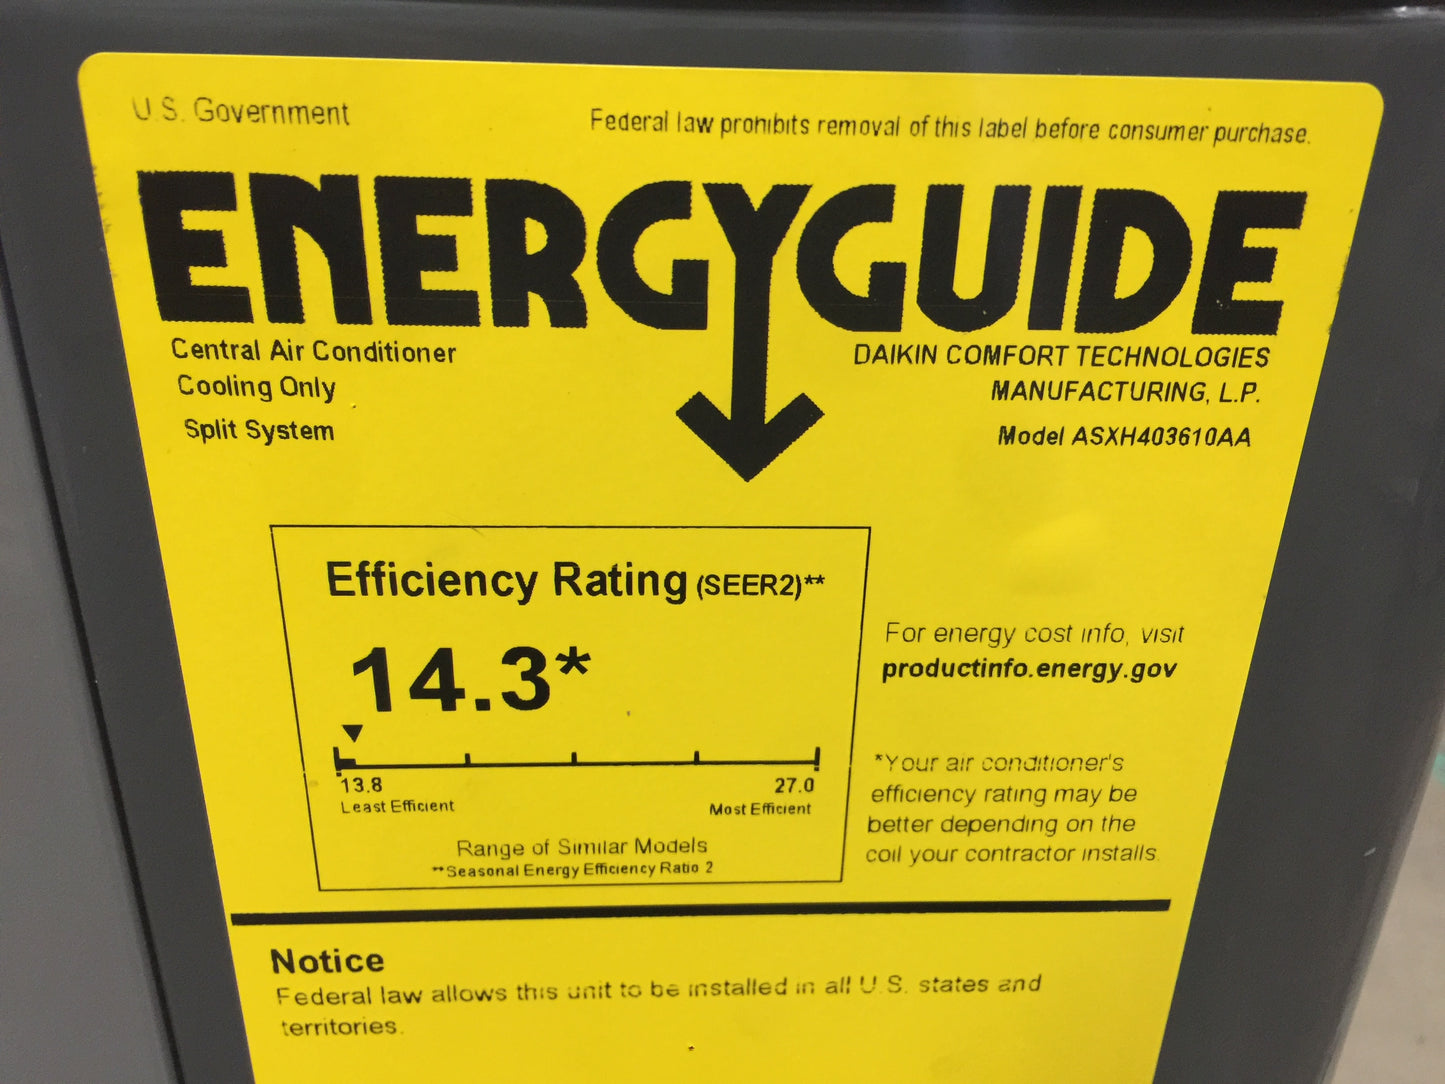 U.S. Government
Federal law prohibits removal of this label before consumer purchase.
ENERGYGUIDE
Central Air Conditioner
Cooling Only
Split System
DAIKIN COMFORT TECHNOLOGIES
MANUFACTURING, L.P.
Model ASXH403610AA
Efficiency Rating (SEER2)**
14.3*
13.8
Least Efficient
27.0
Most Efficient
Range of Similar Models
**Seasonal Energy Efficiency Ratio 2
For energy cost info, visit
productinfo.energy.gov
*Your air conditioner's
efficiency rating may be
better depending on the
coil your contractor installs.
Notice
Federal law allows this unit to be installed in all U.S. states and
territories.